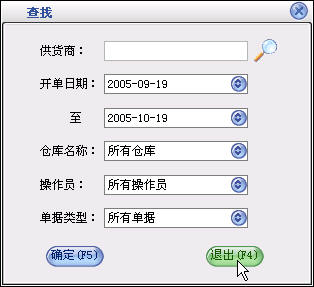 查找
供货商：
开单日期： 2005-09-19
至 2005-10-19
仓库名称： 所有仓库
操作员： 所有操作员
单据类型： 所有单据
确定(F5) 退出(F4)